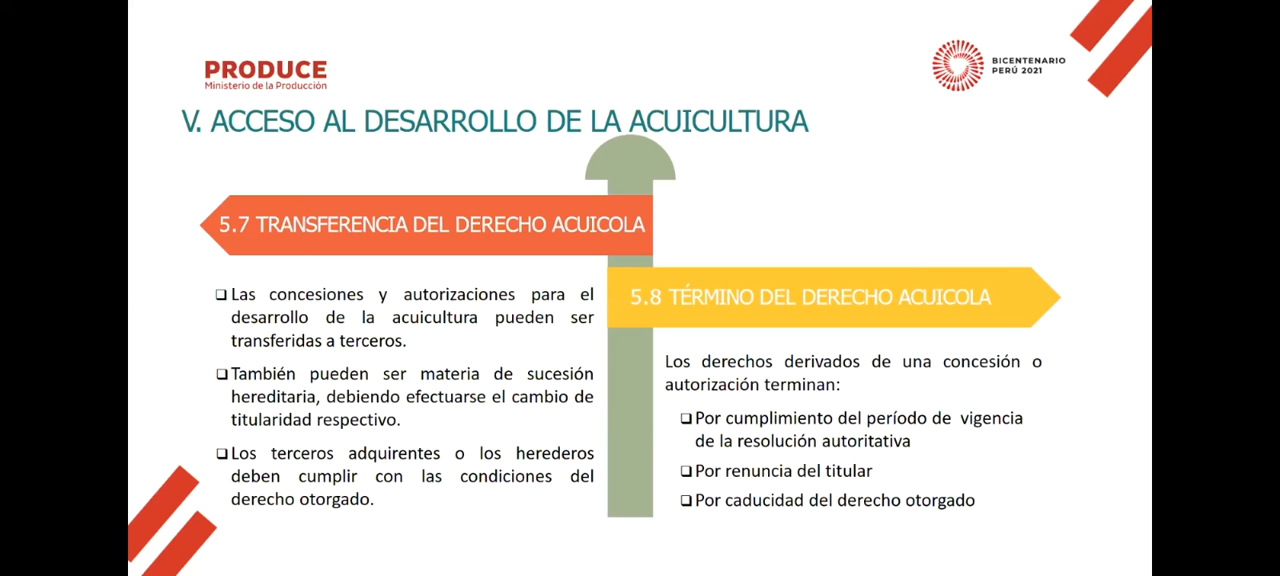 PRODUCE
Ministerio de la Producción
BICENTENARIO
PERÚ 2021
V. ACCESO AL DESARROLLO DE LA ACUICULTURA
5.7 TRANSFERENCIA DEL DERECHO ACUICOLA
❑Las concesiones y autorizaciones para el
desarrollo de la acuicultura pueden ser
transferidas a terceros.
❑También pueden ser materia de sucesión
hereditaria, debiendo efectuarse el cambio de
titularidad respectivo.
❑Los terceros adquirentes o los herederos
deben cumplir con las condiciones del
derecho otorgado.
5.8 TÉRMINO DEL DERECHO ACUICOLA
Los derechos derivados de una concesión o
autorización terminan:
❑Por cumplimiento del período de vigencia
de la resolución autoritativa
❑Por renuncia del titular
❑Por caducidad del derecho otorgado